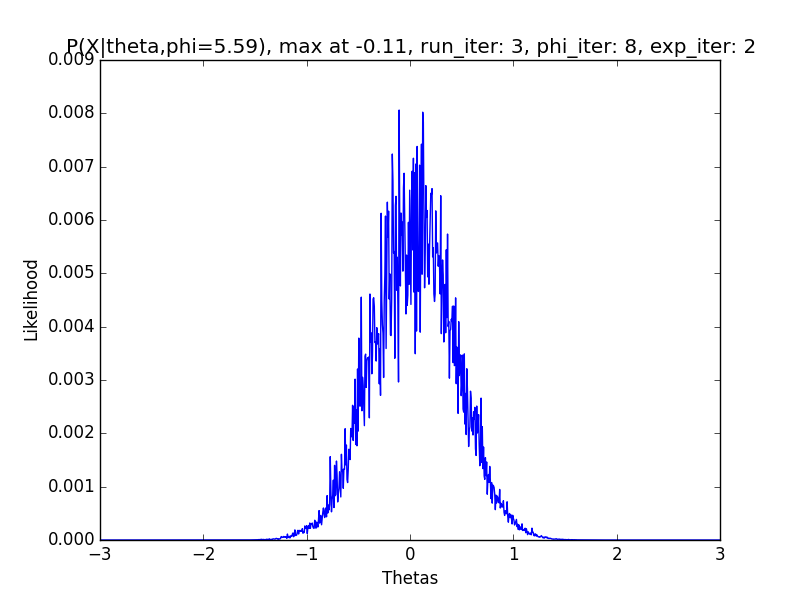 P(X|theta,phi=5.59), max at -0.11, run_iter: 3, phi_iter: 8, exp_iter: 2
0.009
0.008
0.007
0.006
0.005
0.004
0.003
0.002
0.001
0.000
Likelihood
−3 −2 −1 0 1 2 3
Thetas